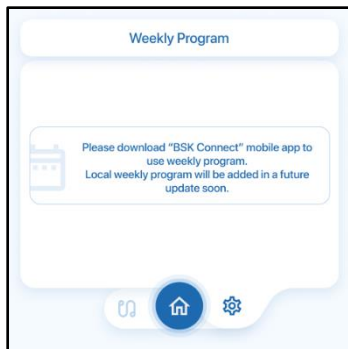 Weekly Program
Please download “BSK Connect” mobile app to
use weekly program.
Local weekly program will be added in a future
update soon.